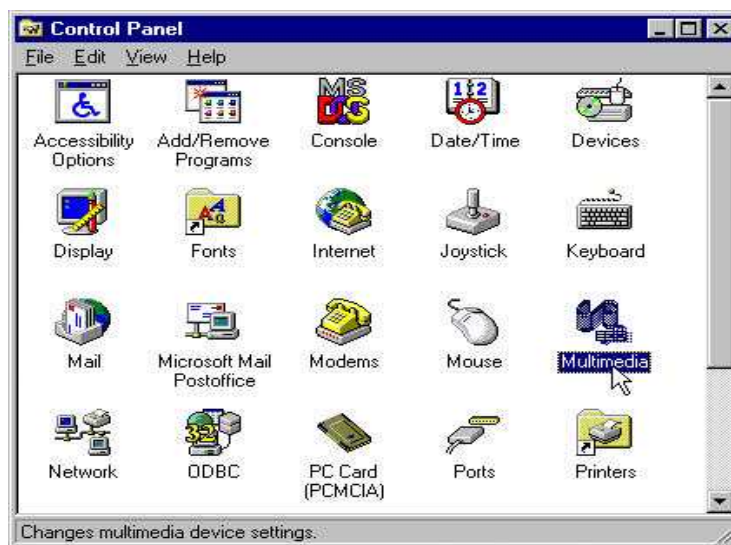 Control Panel
File Edit View Help
Accessibility Options
Add/Remove Programs
MS DOS
Console
12
Date/Time
Devices
Display
Fonts
Internet
Joystick
Keyboard
Mail
Microsoft Mail Postoffice
Modems
Mouse
Multimedia
Network
32
ODBC
PC Card (PCMCIA)
Ports
Printers
Changes multimedia device settings.